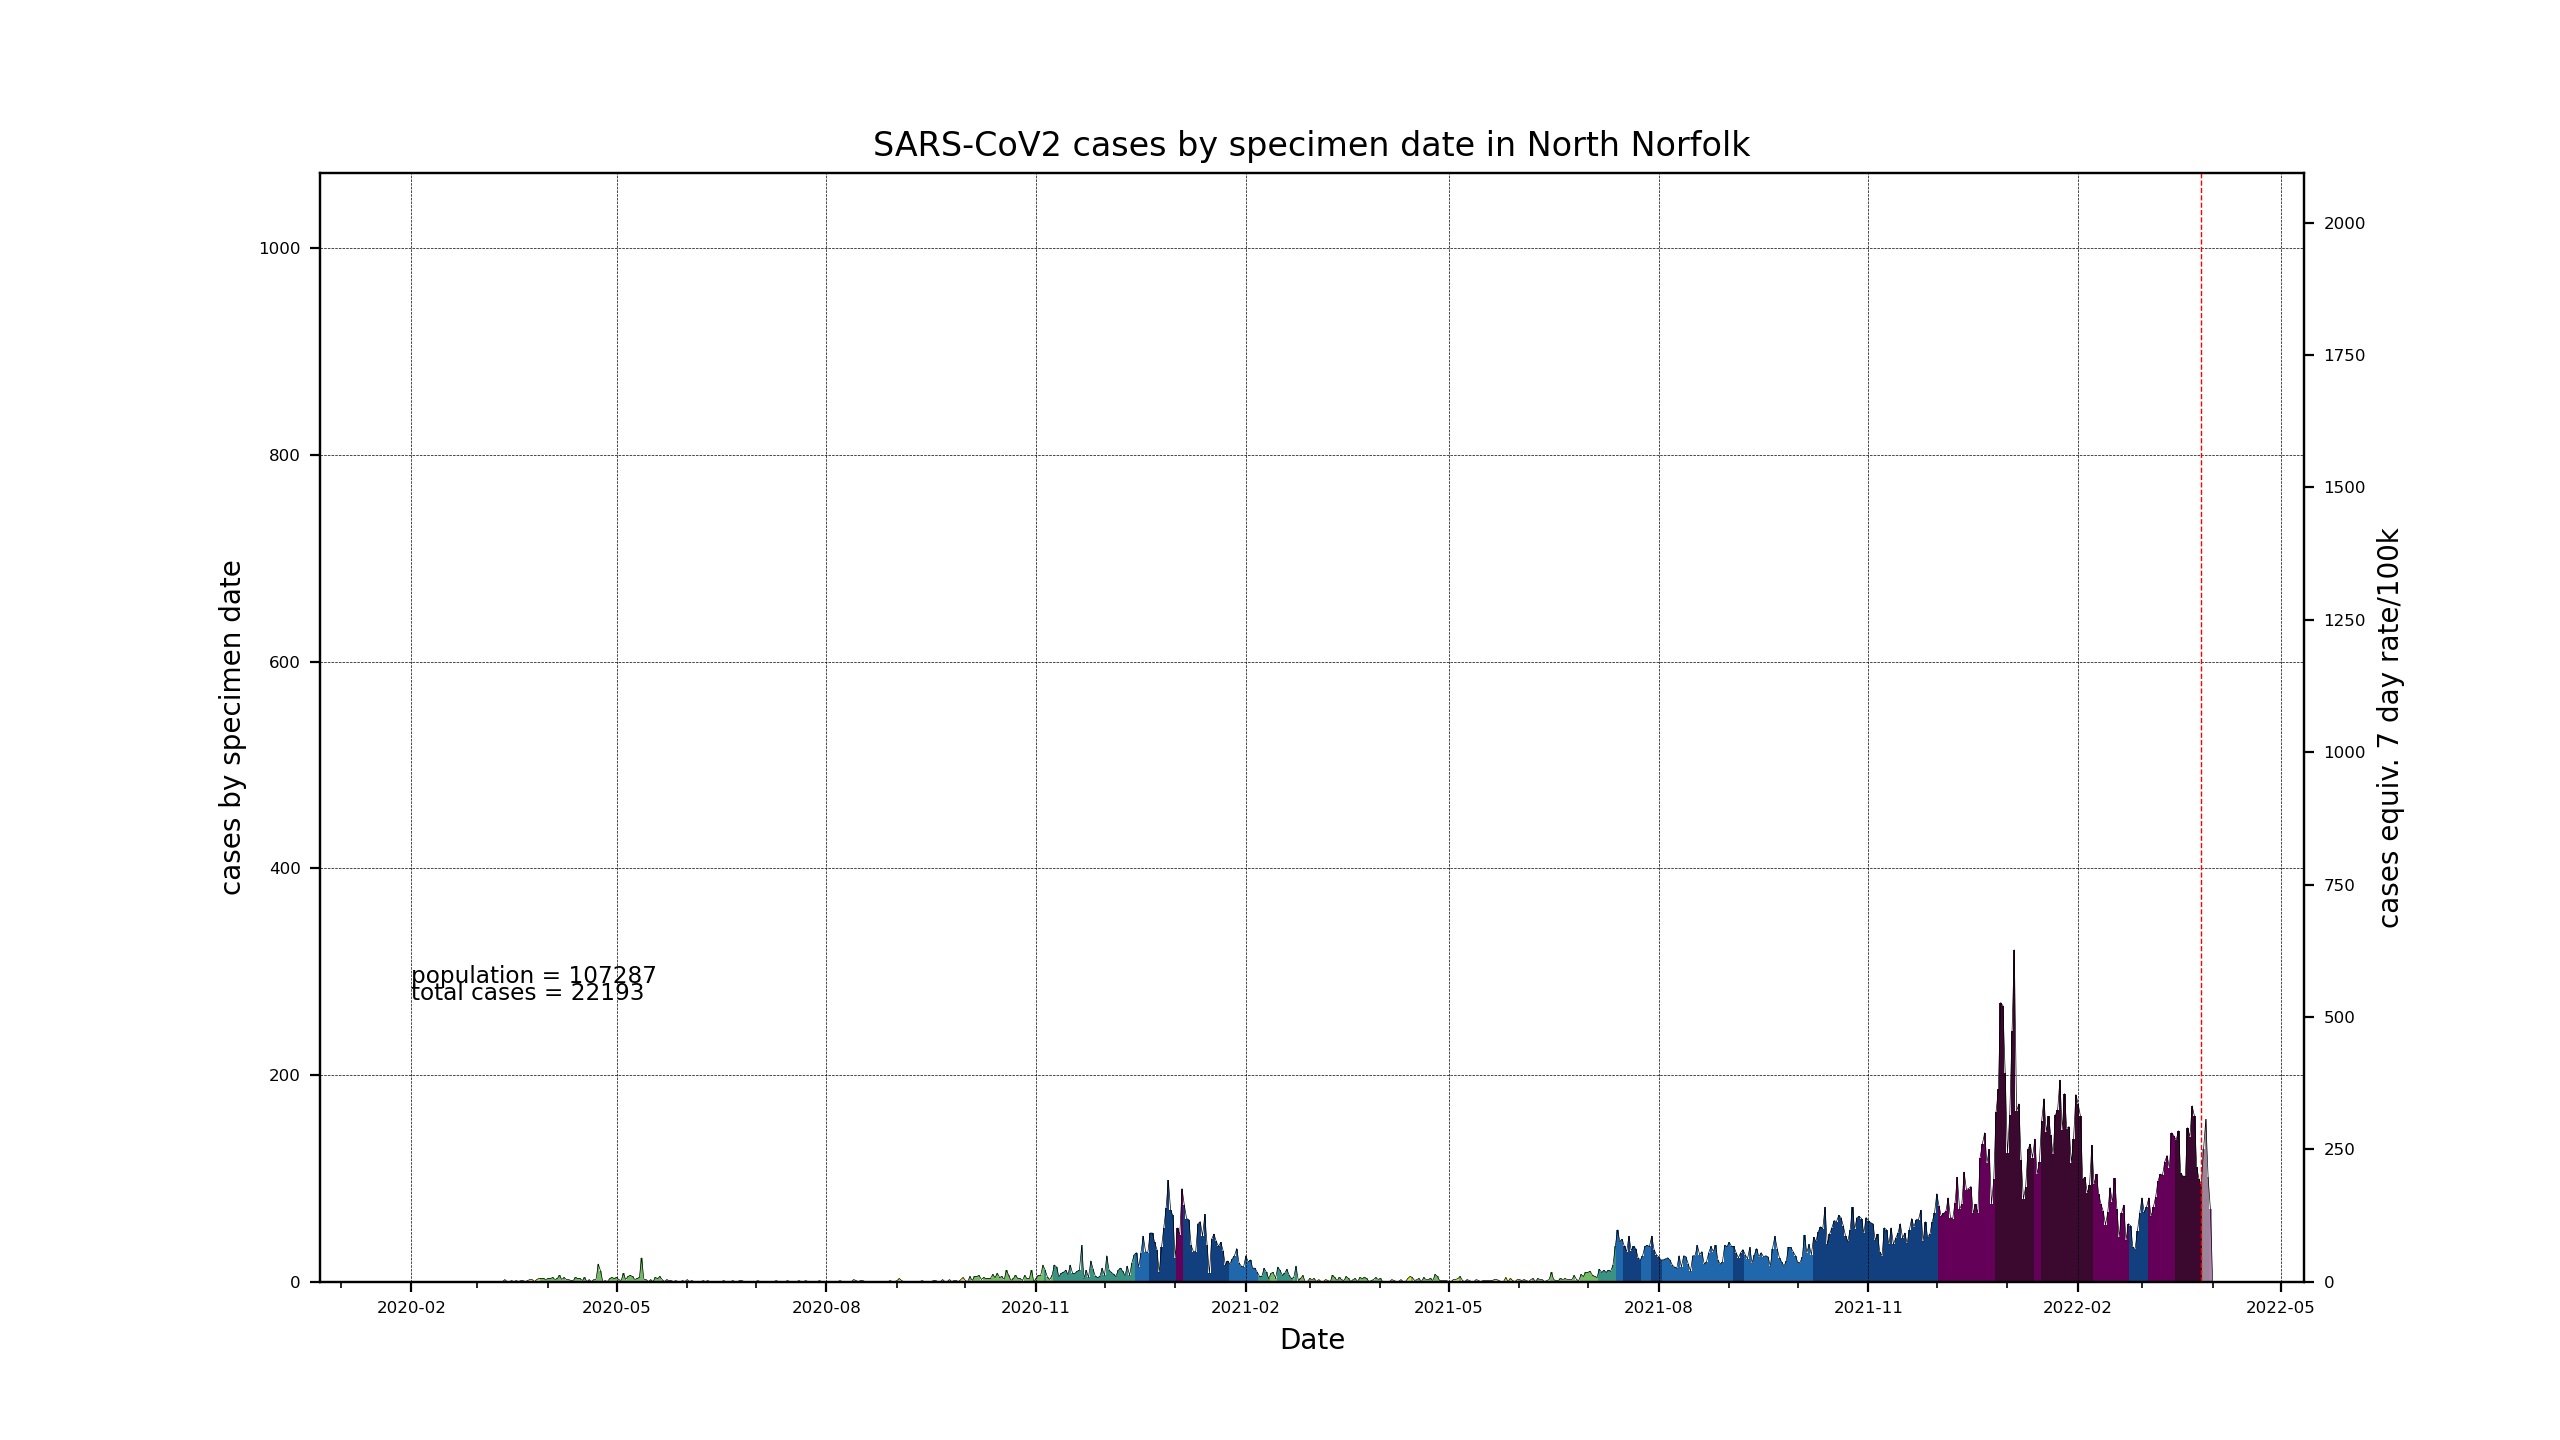 SARS-CoV2 cases by specimen date in North Norfolk
cases by specimen date
1000
800
600
400
200
0
population = 107287
total cases = 22193
2000
1750
1500
1250
1000
750
500
250
0
cases equiv. 7 day rate/100k
2020-02 2020-05 2020-08 2020-11 2021-02 2021-05 2021-08 2021-11 2022-02 2022-05
Date